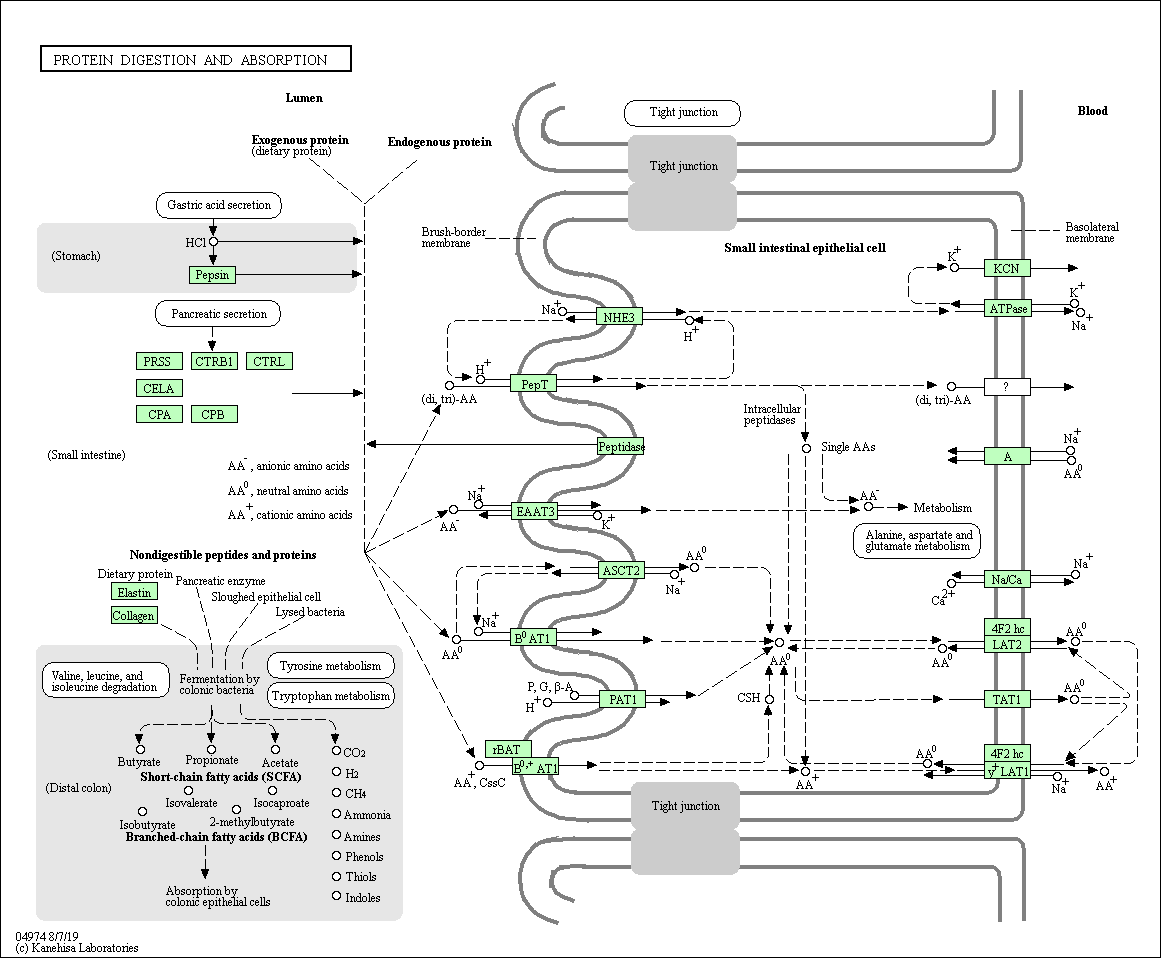 PROTEIN DIGESTION AND ABSORPTION
Lumen
Blood
Tight junction
Exogenous protein
(dietary protein)
Endogenous protein
Tight junction
Gastric acid secretion
Brush-border
membrane
Small intestinal epithelial cell
Basolateral
membrane
HCl
(Stomach)
Pepsin
K+
KCN
Pancreatic secretion
Na+
NHE3
H+
ATPase
K+
Na+
PRSS
CTRB1
CTRL
CELA
CPA
CPB
H+
PepT
(di, tri)-AA
?
(di, tri)-AA
Intracellular
peptidases
Single AAs
Peptidase
Na+
A
AA0
(Small intestine)
AA-, anionic amino acids
AA0, neutral amino acids
AA+, cationic amino acids
Na+
EAAT3
AA-
K+
AA-
Metabolism
Alanine, aspartate and
glutamate metabolism
Nondigestible peptides and proteins
Dietary protein
Pancreatic enzyme
Sloughed epithelial cell
Lysed bacteria
Elastin
Collagen
ASCT2
AA0
Na+
Na/Ca
Na+
Ca2+
Na+
B0 AT1
AA0
AA0
4F2 hc
LAT2
AA0
AA0
Valine, leucine, and
isoleucine degradation
Fermentation by
colonic bacteria
Tyrosine metabolism
Tryptophan metabolism
P, G, β-A
H+
PAT1
CSH
TAT1
AA0
Butyrate
Propionate
Acetate
CO2
Short-chain fatty acids (SCFA)
H2
(Distal colon)
Isovalerate
Isocaproate
CH4
Isobutyrate
2-methylbutyrate
Ammonia
Branched-chain fatty acids (BCFA)
Amines
Phenols
Thiols
Indoles
Absorption by
colonic epithelial cells
rBAT
B0,+ AT1
AA+, CssC
AA+
AA0
4F2 hc
y+ LAT1
Na+
AA+
Tight junction
04974 8/7/19
(c) Kanehisa Laboratories